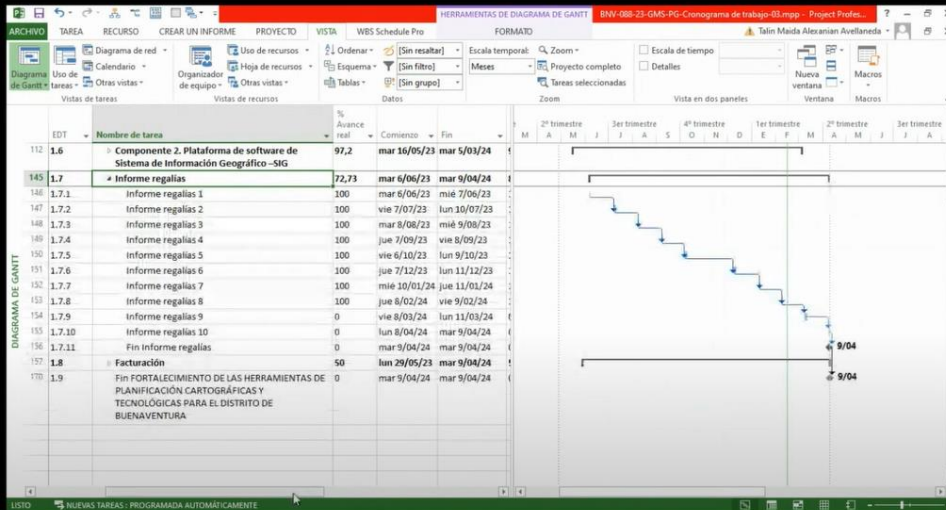 HERRAMIENTAS DE DIAGRAMA DE GANTT
BNV-088-23-GMS-PG-Cronograma de trabajo-03.mpp - Project Profes...
ARCHIVO TAREA RECURSO CREAR UN INFORME PROYECTO VISTA WBS Schedule Pro FORMATO Talin Maida Alexanian Avellaneda
Diagrama de Gantt
Uso de tareas
Diagrama de red
Calendario
Otras vistas
Vistas de tareas
Organizador de equipo
Uso de recursos
Hoja de recursos
Otras vistas
Vistas de recursos
Ordenar
Esquema
Tablas
[Sin resaltar]
[Sin filtro]
[Sin grupo]
Datos
Escala temporal:
Meses
Zoom
Proyecto completo
Tareas seleccionadas
Zoom
Escala de tiempo
Detalles
Vista en dos paneles
Nueva ventana
Ventana
Macros
Macros
EDT Nombre de tarea % Avance real Comienzo Fin
2º trimestre 3er trimestre 4º trimestre 1er trimestre 2º trimestre 3er trimestre
M A M J J A S O N D E F M A M J J A
112 1.6 Componente 2. Plataforma de software de 97,2 mar 16/05/23 mar 5/03/24
Sistema de Información Geográfico –SIG
145 1.7 Informe regalías 72,73 mar 6/06/23 mar 9/04/24
146 1.7.1 Informe regalías 1 100 mar 6/06/23 mié 7/06/23
147 1.7.2 Informe regalías 2 100 vie 7/07/23 lun 10/07/23
148 1.7.3 Informe regalías 3 100 mar 8/08/23 mié 9/08/23
149 1.7.4 Informe regalías 4 100 jue 7/09/23 vie 8/09/23
150 1.7.5 Informe regalías 5 100 vie 6/10/23 lun 9/10/23
151 1.7.6 Informe regalías 6 100 jue 7/12/23 lun 11/12/23
152 1.7.7 Informe regalías 7 100 mié 10/01/24 jue 11/01/24
153 1.7.8 Informe regalías 8 100 jue 8/02/24 vie 9/02/24
154 1.7.9 Informe regalías 9 0 vie 8/03/24 lun 11/03/24
155 1.7.10 Informe regalías 10 0 lun 8/04/24 mar 9/04/24
156 1.7.11 Fin Informe regalías 0 mar 9/04/24 mar 9/04/24 9/04
157 1.8 Facturación 50 lun 29/05/23 mar 9/04/24
170 1.9 Fin FORTALECIMIENTO DE LAS HERRAMIENTAS DE 0 mar 9/04/24 mar 9/04/24 9/04
PLANIFICACIÓN CARTOGRÁFICAS Y
TECNOLÓGICAS PARA EL DISTRITO DE
BUENAVENTURA
DIAGRAMA DE GANTT
LISTO NUEVAS TAREAS : PROGRAMADA AUTOMÁTICAMENTE